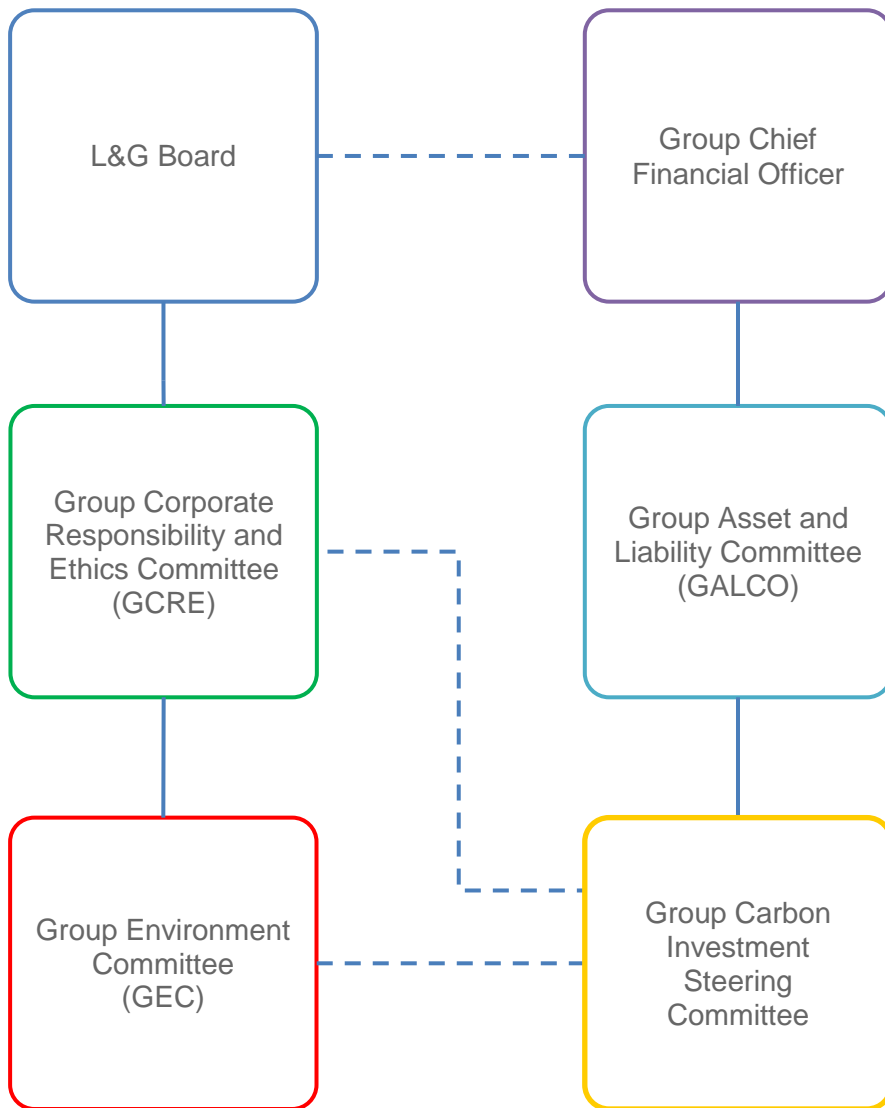 L&G Board
Group Chief
Financial Officer
Group Corporate
Responsibility and
Ethics Committee
(GCRE)
Group Asset and
Liability Committee
(GALCO)
Group Environment
Committee
(GEC)
Group Carbon
Investment
Steering
Committee